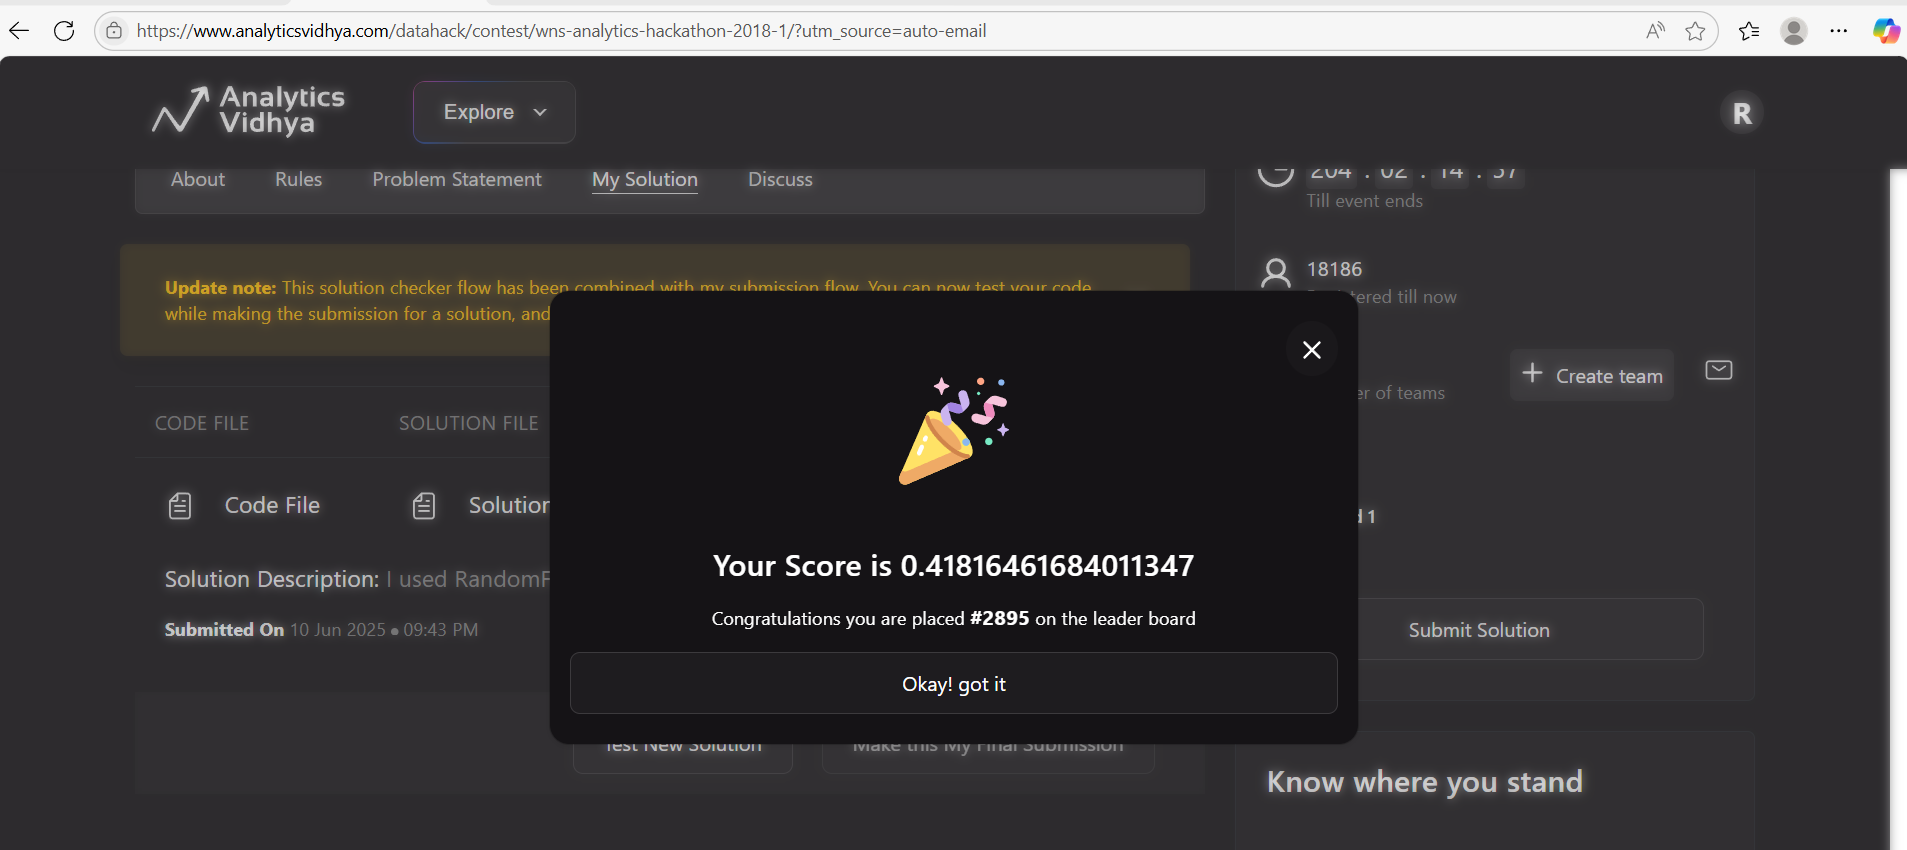 https://www.analyticsvidhya.com/datahack/contest/wns-analytics-hackathon-2018-1/?utm_source=auto-email
Analytics
Vidhya
Explore
R
About Rules Problem Statement My Solution Discuss
204 : 02 : 14 : 57
Till event ends
Update note: This solution checker flow has been combined with my submission flow. You can now test your code
while making the submission for a solution, and
18186
tered till now
Create team
er of teams
CODE FILE SOLUTION FILE
Code File Solution
1
Your Score is 0.41816461684011347
Solution Description: I used RandomF
Congratulations you are placed #2895 on the leader board
Submitted On 10 Jun 2025 • 09:43 PM
Submit Solution
Okay! got it
Test New Solution Make this My Final Submission
Know where you stand